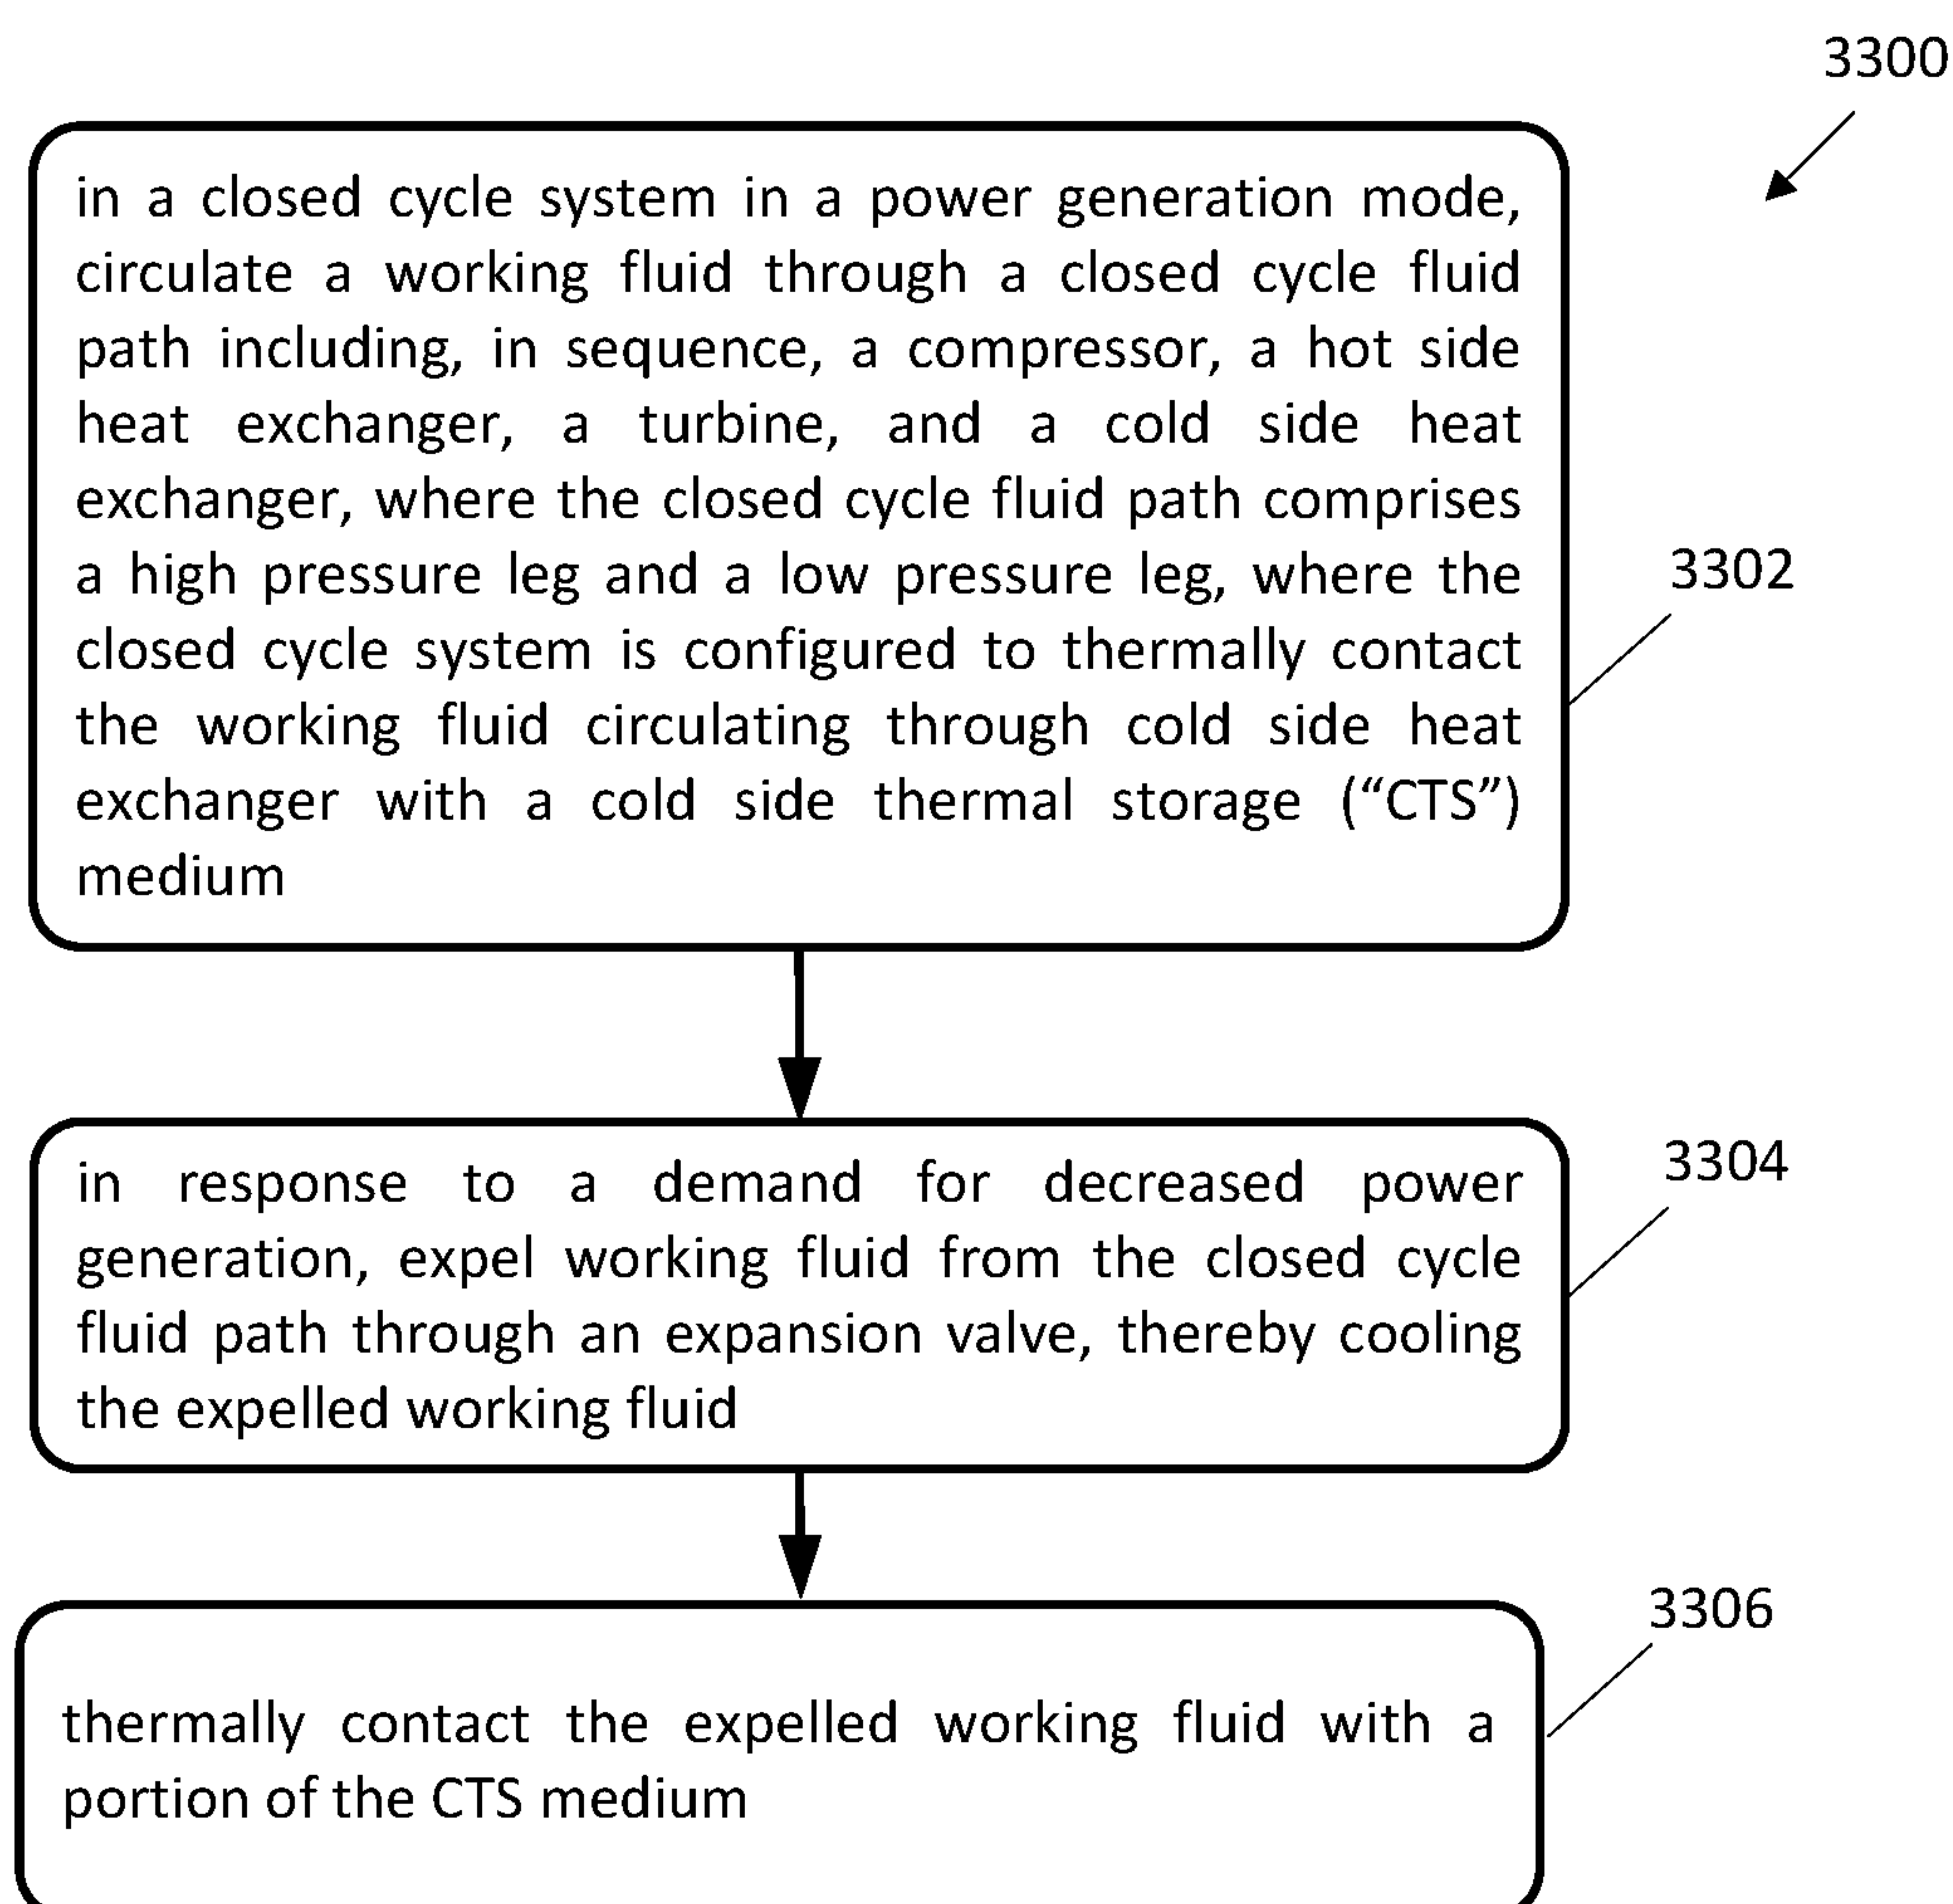 3300
in a closed cycle system in a power generation mode,
circulate a working fluid through a closed cycle fluid
path including, in sequence, a compressor, a hot side
heat exchanger, a turbine, and a cold side heat
exchanger, where the closed cycle fluid path comprises
a high pressure leg and a low pressure leg, where the
closed cycle system is configured to thermally contact
the working fluid circulating through cold side heat
exchanger with a cold side thermal storage (“CTS”)
medium
3302
in response to a demand for decreased power
generation, expel working fluid from the closed cycle
fluid path through an expansion valve, thereby cooling
the expelled working fluid
3304
thermally contact the expelled working fluid with a
portion of the CTS medium
3306